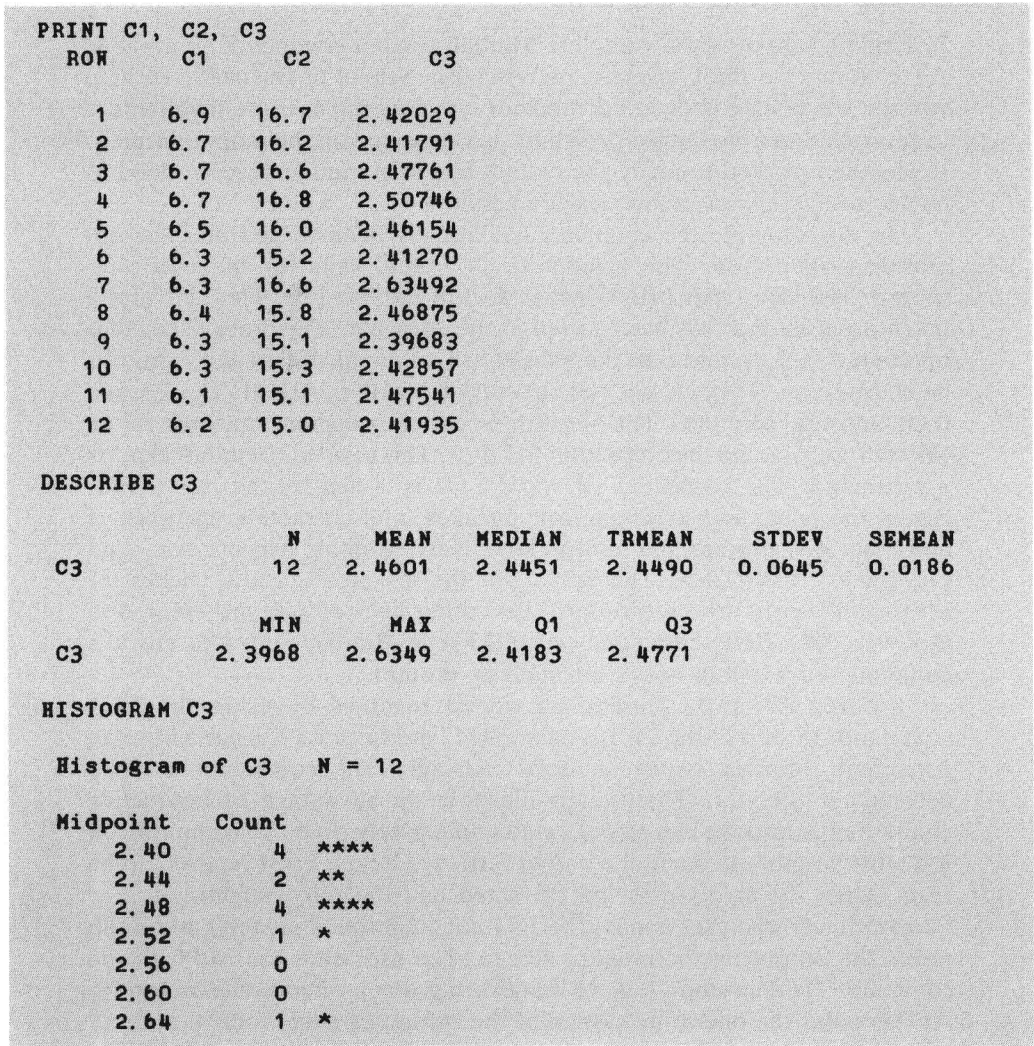 PRINT C1, C2, C3
ROW C1 C2 C3
1 6.9 16.7 2.42029
2 6.7 16.2 2.41791
3 6.7 16.6 2.47761
4 6.7 16.8 2.50746
5 6.5 16.0 2.46154
6 6.3 15.2 2.41270
7 6.3 16.6 2.63492
8 6.4 15.8 2.46875
9 6.3 15.1 2.39683
10 6.3 15.3 2.42857
11 6.1 15.1 2.47541
12 6.2 15.0 2.41935
DESCRIBE C3
N MEAN MEDIAN TRMEAN STDEV SEMEAN
C3 12 2.4601 2.4451 2.4490 0.0645 0.0186
MIN MAX Q1 Q3
C3 2.3968 2.6349 2.4183 2.4771
HISTOGRAM C3
Histogram of C3 N = 12
Midpoint Count
2.40 4 ****
2.44 2 **
2.48 4 ****
2.52 1 *
2.56 0
2.60 0
2.64 1 *